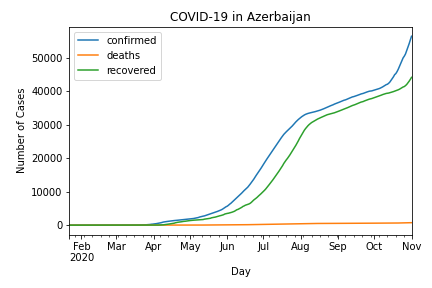 COVID-19 in Azerbaijan
confirmed
deaths
recovered
Number of Cases
50000
40000
30000
20000
10000
0
Feb Mar Apr May Jun Jul Aug Sep Oct Nov
2020
Day